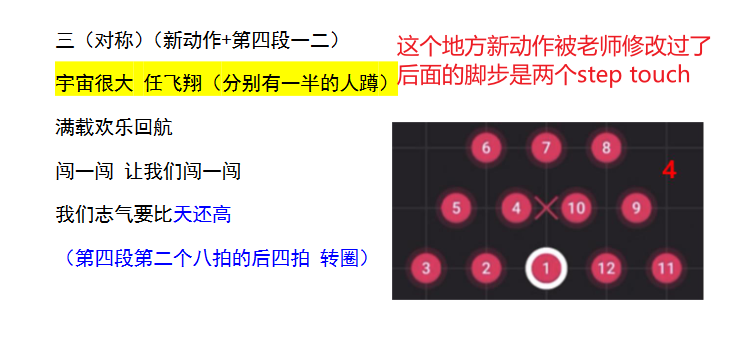 三（对称）（新动作+第四段一二）
宇宙很大 任飞翔（分别有一半的人蹲）
满载欢乐回航
闯一闯 让我们闯一闯
我们志气要比天还高
（第四段第二个八拍的后四拍 转圈）
这个地方新动作被老师修改过了
后面的脚步是两个step touch
4
6 7 8
5 4 10 9
3 2 1 12 11